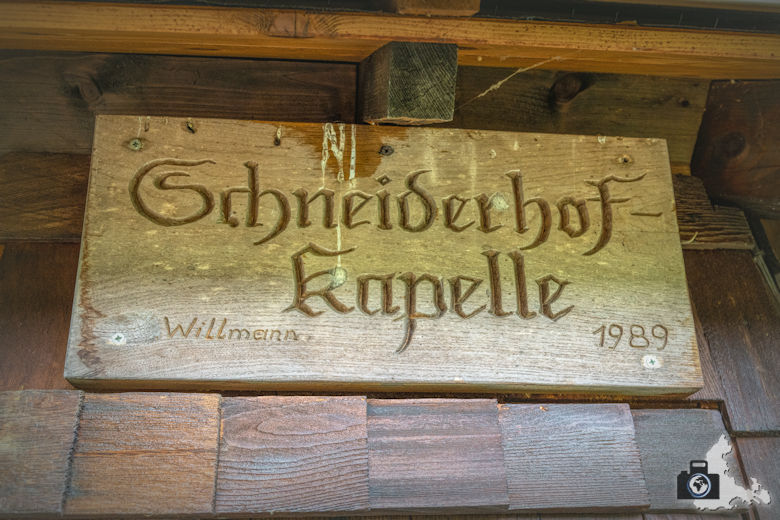 Schneiderhof-
Kapelle
Willmann 1989